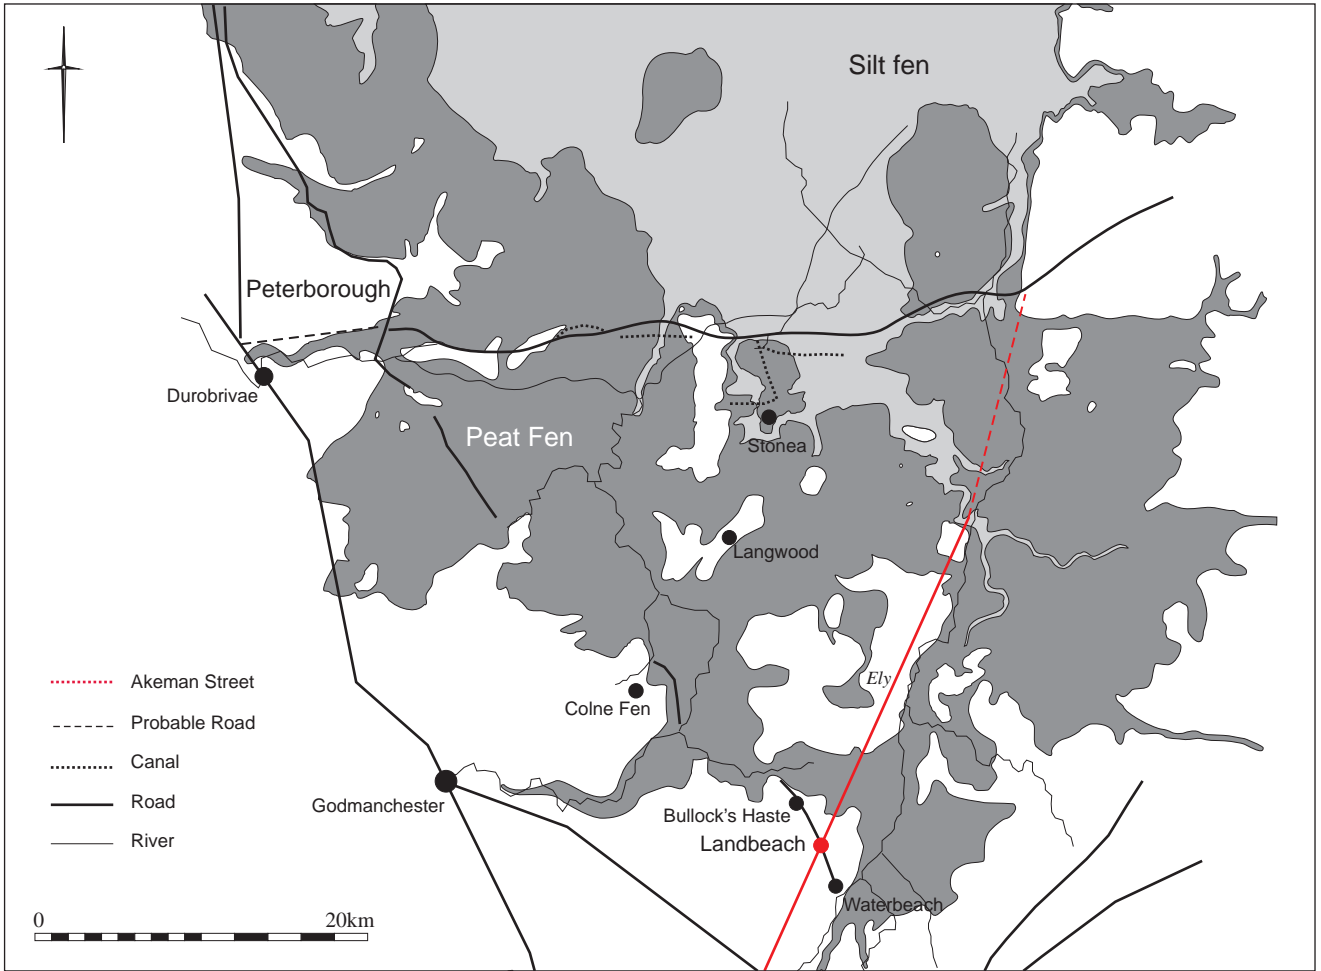 Silt fen
Peterborough
Durobrivae
Peat Fen
Stonea
Langwood
Ely
Colne Fen
Akeman Street
Probable Road
Canal
Road
River
Godmanchester
Bullock's Haste
Landbeach
Waterbeach
0 20km